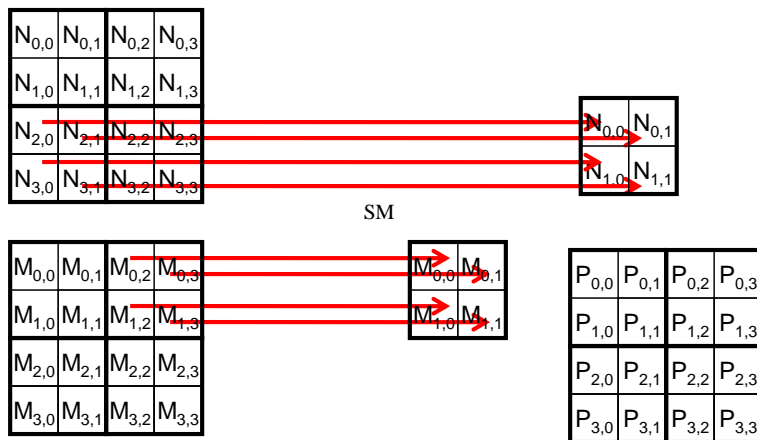 N0,0 N0,1 N0,2 N0,3
N1,0 N1,1 N1,2 N1,3
N2,0 N2,1 N2,2 N2,3
N3,0 N3,1 N3,2 N3,3
N0,0 N0,1
N1,0 N1,1
SM
M0,0 M0,1 M0,2 M0,3
M1,0 M1,1 M1,2 M1,3
M2,0 M2,1 M2,2 M2,3
M3,0 M3,1 M3,2 M3,3
M0,0 M0,1
M1,0 M1,1
P0,0 P0,1 P0,2 P0,3
P1,0 P1,1 P1,2 P1,3
P2,0 P2,1 P2,2 P2,3
P3,0 P3,1 P3,2 P3,3